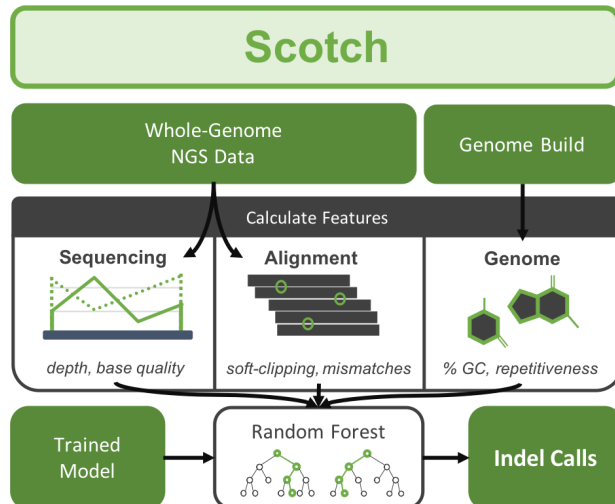 Scotch
Whole-Genome
NGS Data
Genome Build
Calculate Features
Sequencing
Alignment
Genome
depth, base quality
soft-clipping, mismatches
% GC, repetitiveness
Trained
Model
Random Forest
Indel Calls